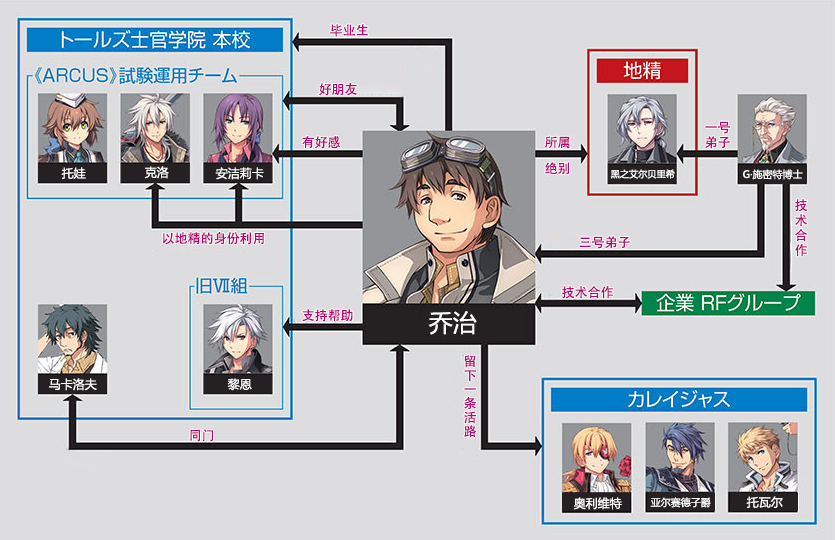 トールズ士官学院 本校
《ARCUS》試験運用チーム
托娃
克洛
安洁莉卡
毕业生
好朋友
有好感
以地精的身份利用
旧Ⅶ組
马卡洛夫
黎恩
支持帮助
同门
乔治
所属
绝别
地精
黑之艾尔贝里希
一号
弟子
G·施密特博士
三号弟子
技术合作
技术合作
企業 RFグループ
留下一条活路
カレイジャス
奥利维特
亚尔赛德子爵
托瓦尔